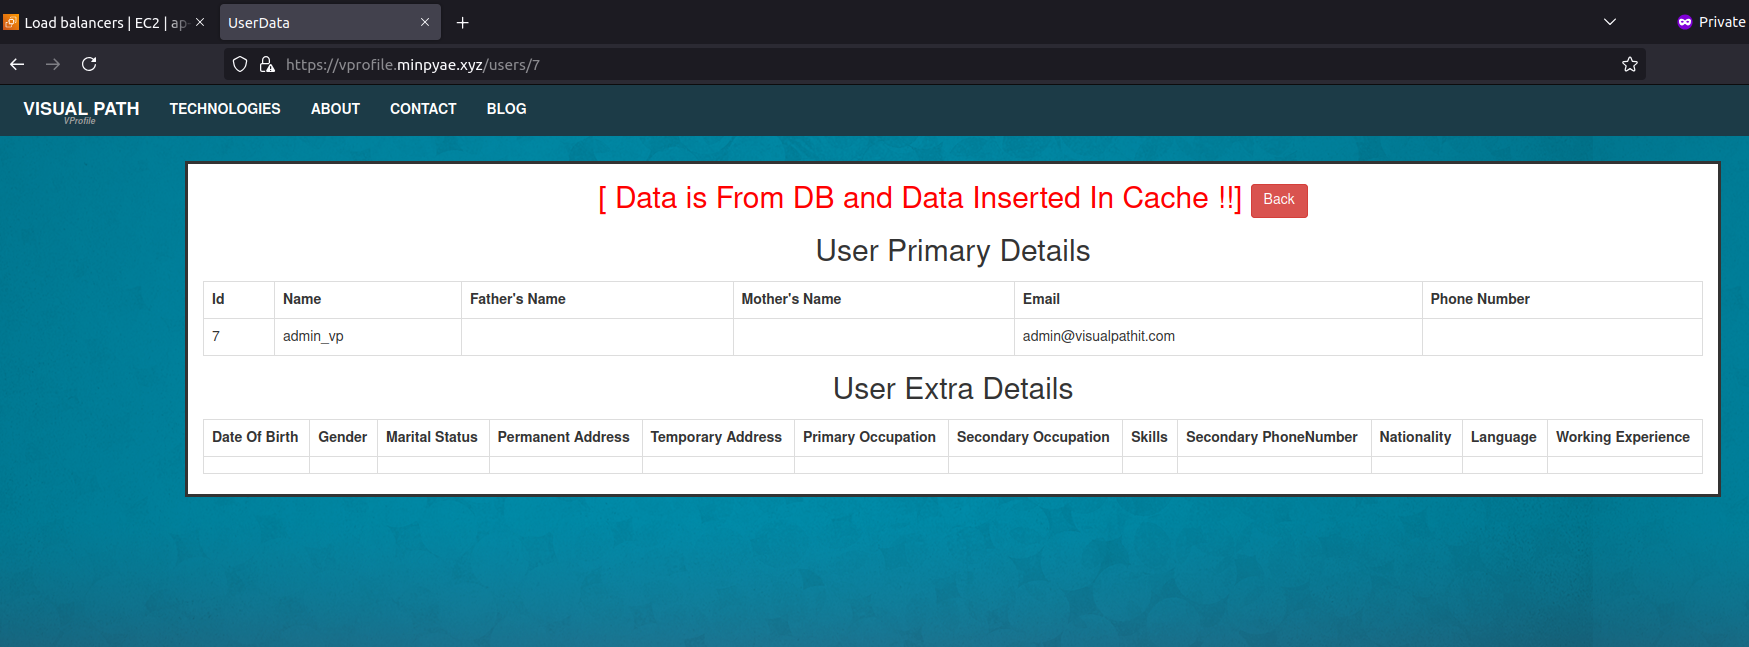 Load balancers | EC2 | ap-
UserData
Private
https://vprofile.minpyae.xyz/users/7
VISUAL PATH TECHNOLOGIES ABOUT CONTACT BLOG
VProfile
[ Data is From DB and Data Inserted In Cache !!] Back
User Primary Details
Id Name Father's Name Mother's Name Email Phone Number
7 admin_vp admin@visualpathit.com
User Extra Details
Date Of Birth Gender Marital Status Permanent Address Temporary Address Primary Occupation Secondary Occupation Skills Secondary PhoneNumber Nationality Language Working Experience